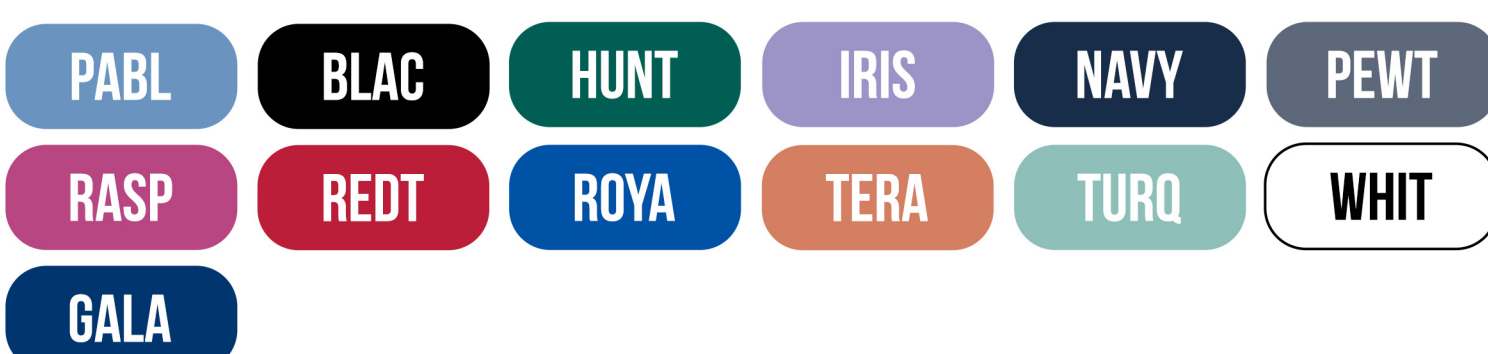 PABL BLAC HUNT IRIS NAVY PEWT
RASP REDT ROYA TERA TURQ WHIT
GALA